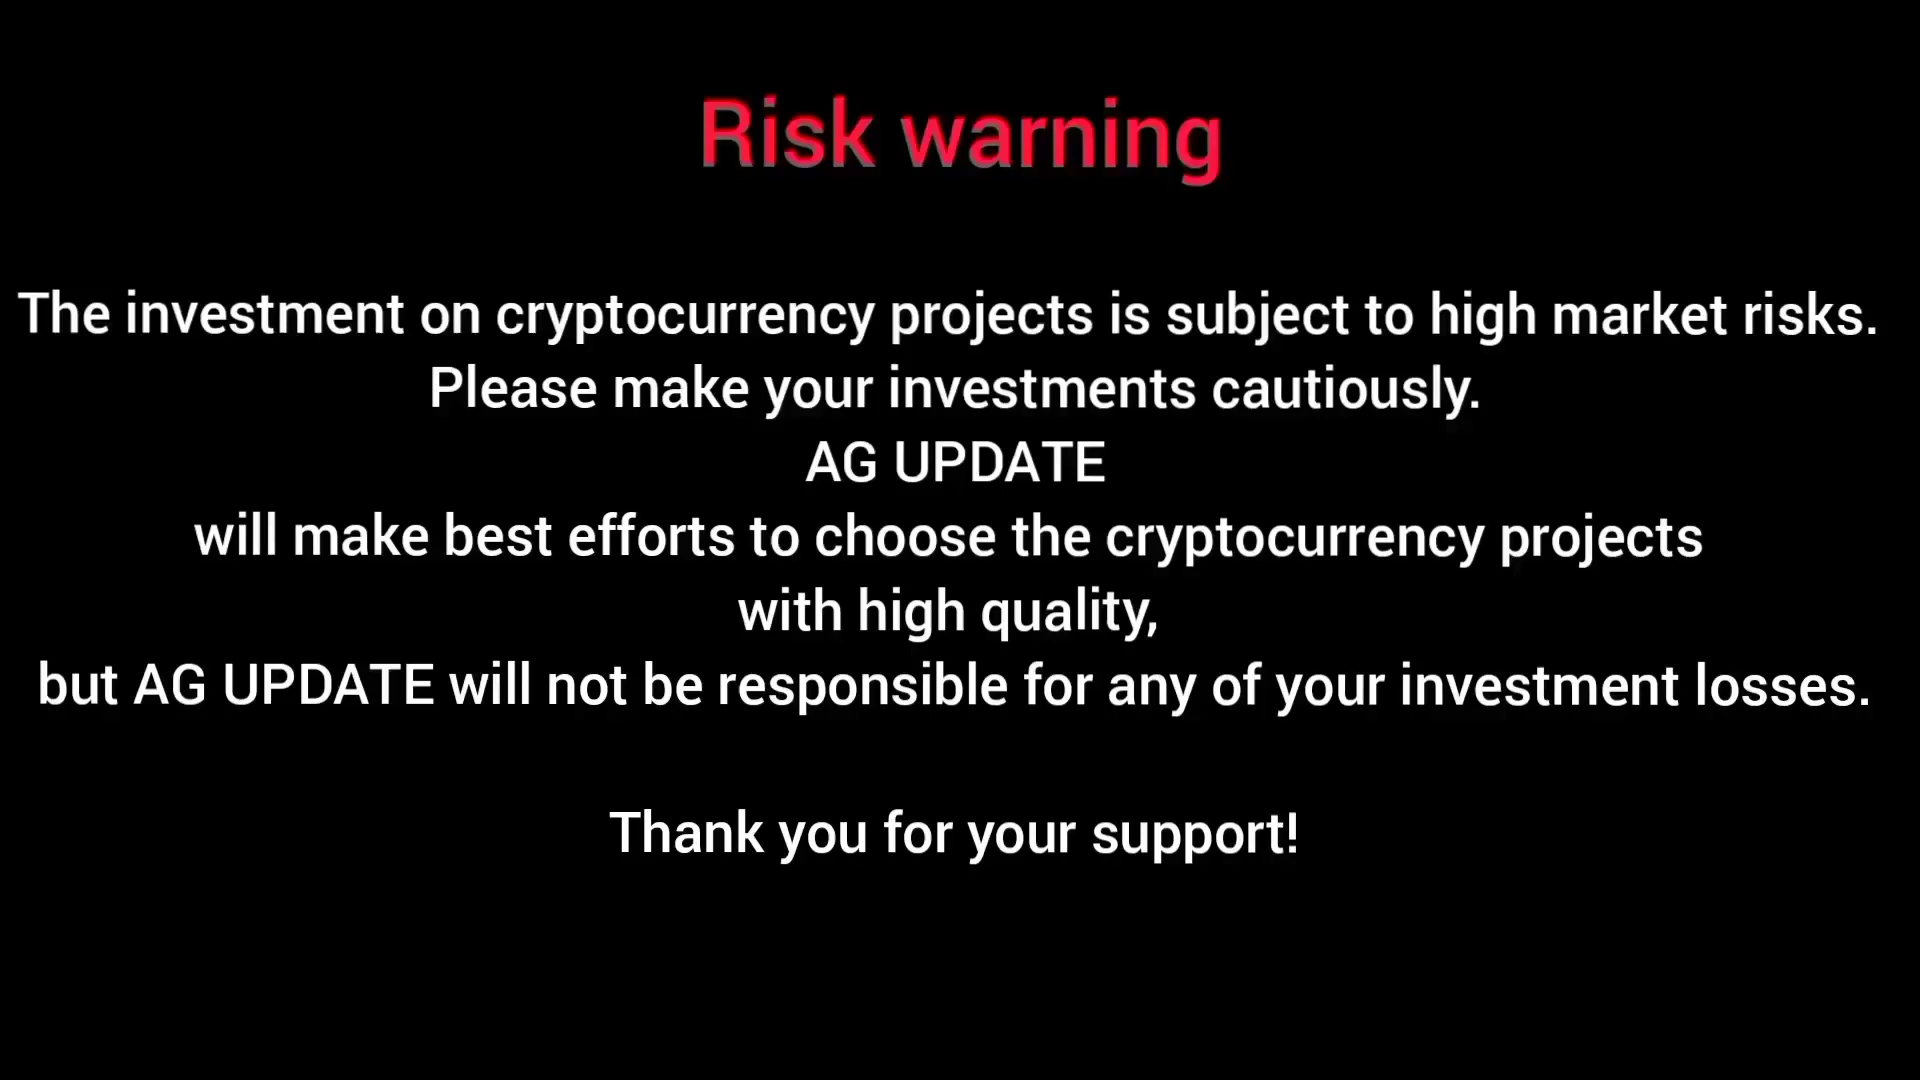 Risk warning
The investment on cryptocurrency projects is subject to high market risks.
Please make your investments cautiously.
AG UPDATE
will make best efforts to choose the cryptocurrency projects
with high quality,
but AG UPDATE will not be responsible for any of your investment losses.
Thank you for your support!